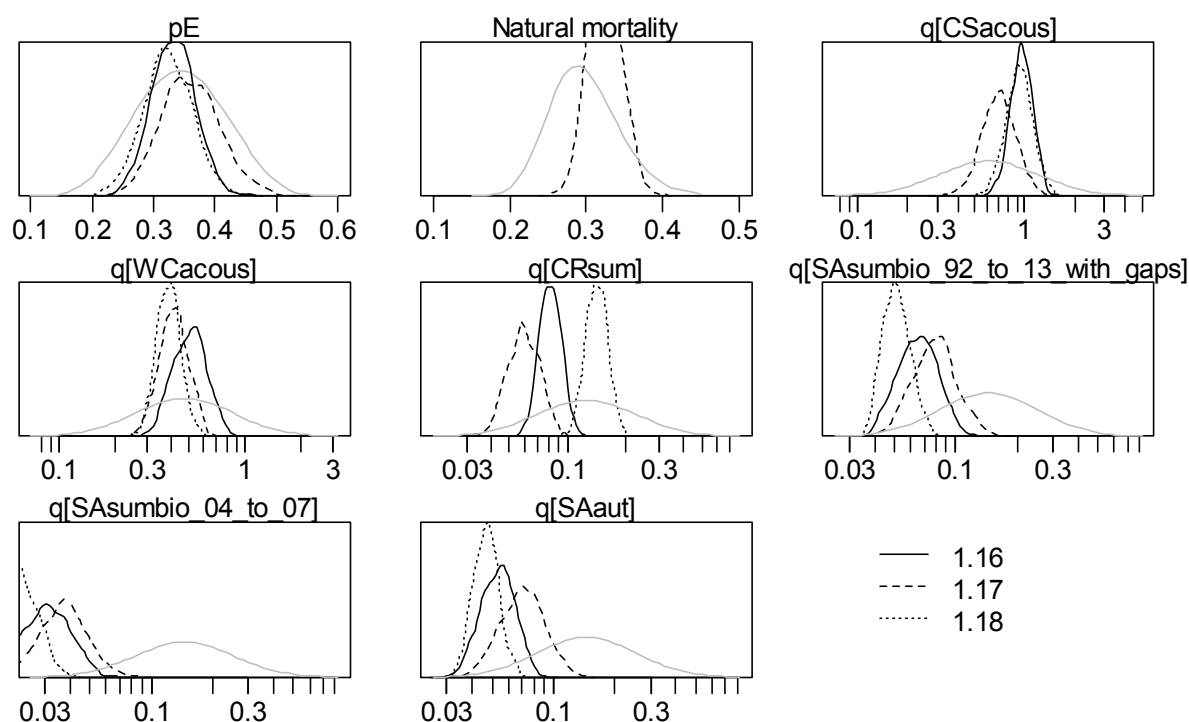 pE
Natural mortality
q[CSacous]
0.1 0.2 0.3 0.4 0.5 0.6
0.1 0.2 0.3 0.4 0.5
0.1 0.3 1 3
q[WCacous]
q[CRsum]
q[SAsumbio_92_to_13_with_gaps]
0.1 0.3 1 3
0.03 0.1 0.3
0.03 0.1 0.3
q[SAsumbio_04_to_07]
q[SAaut]
1.16
1.17
1.18
0.03 0.1 0.3
0.03 0.1 0.3